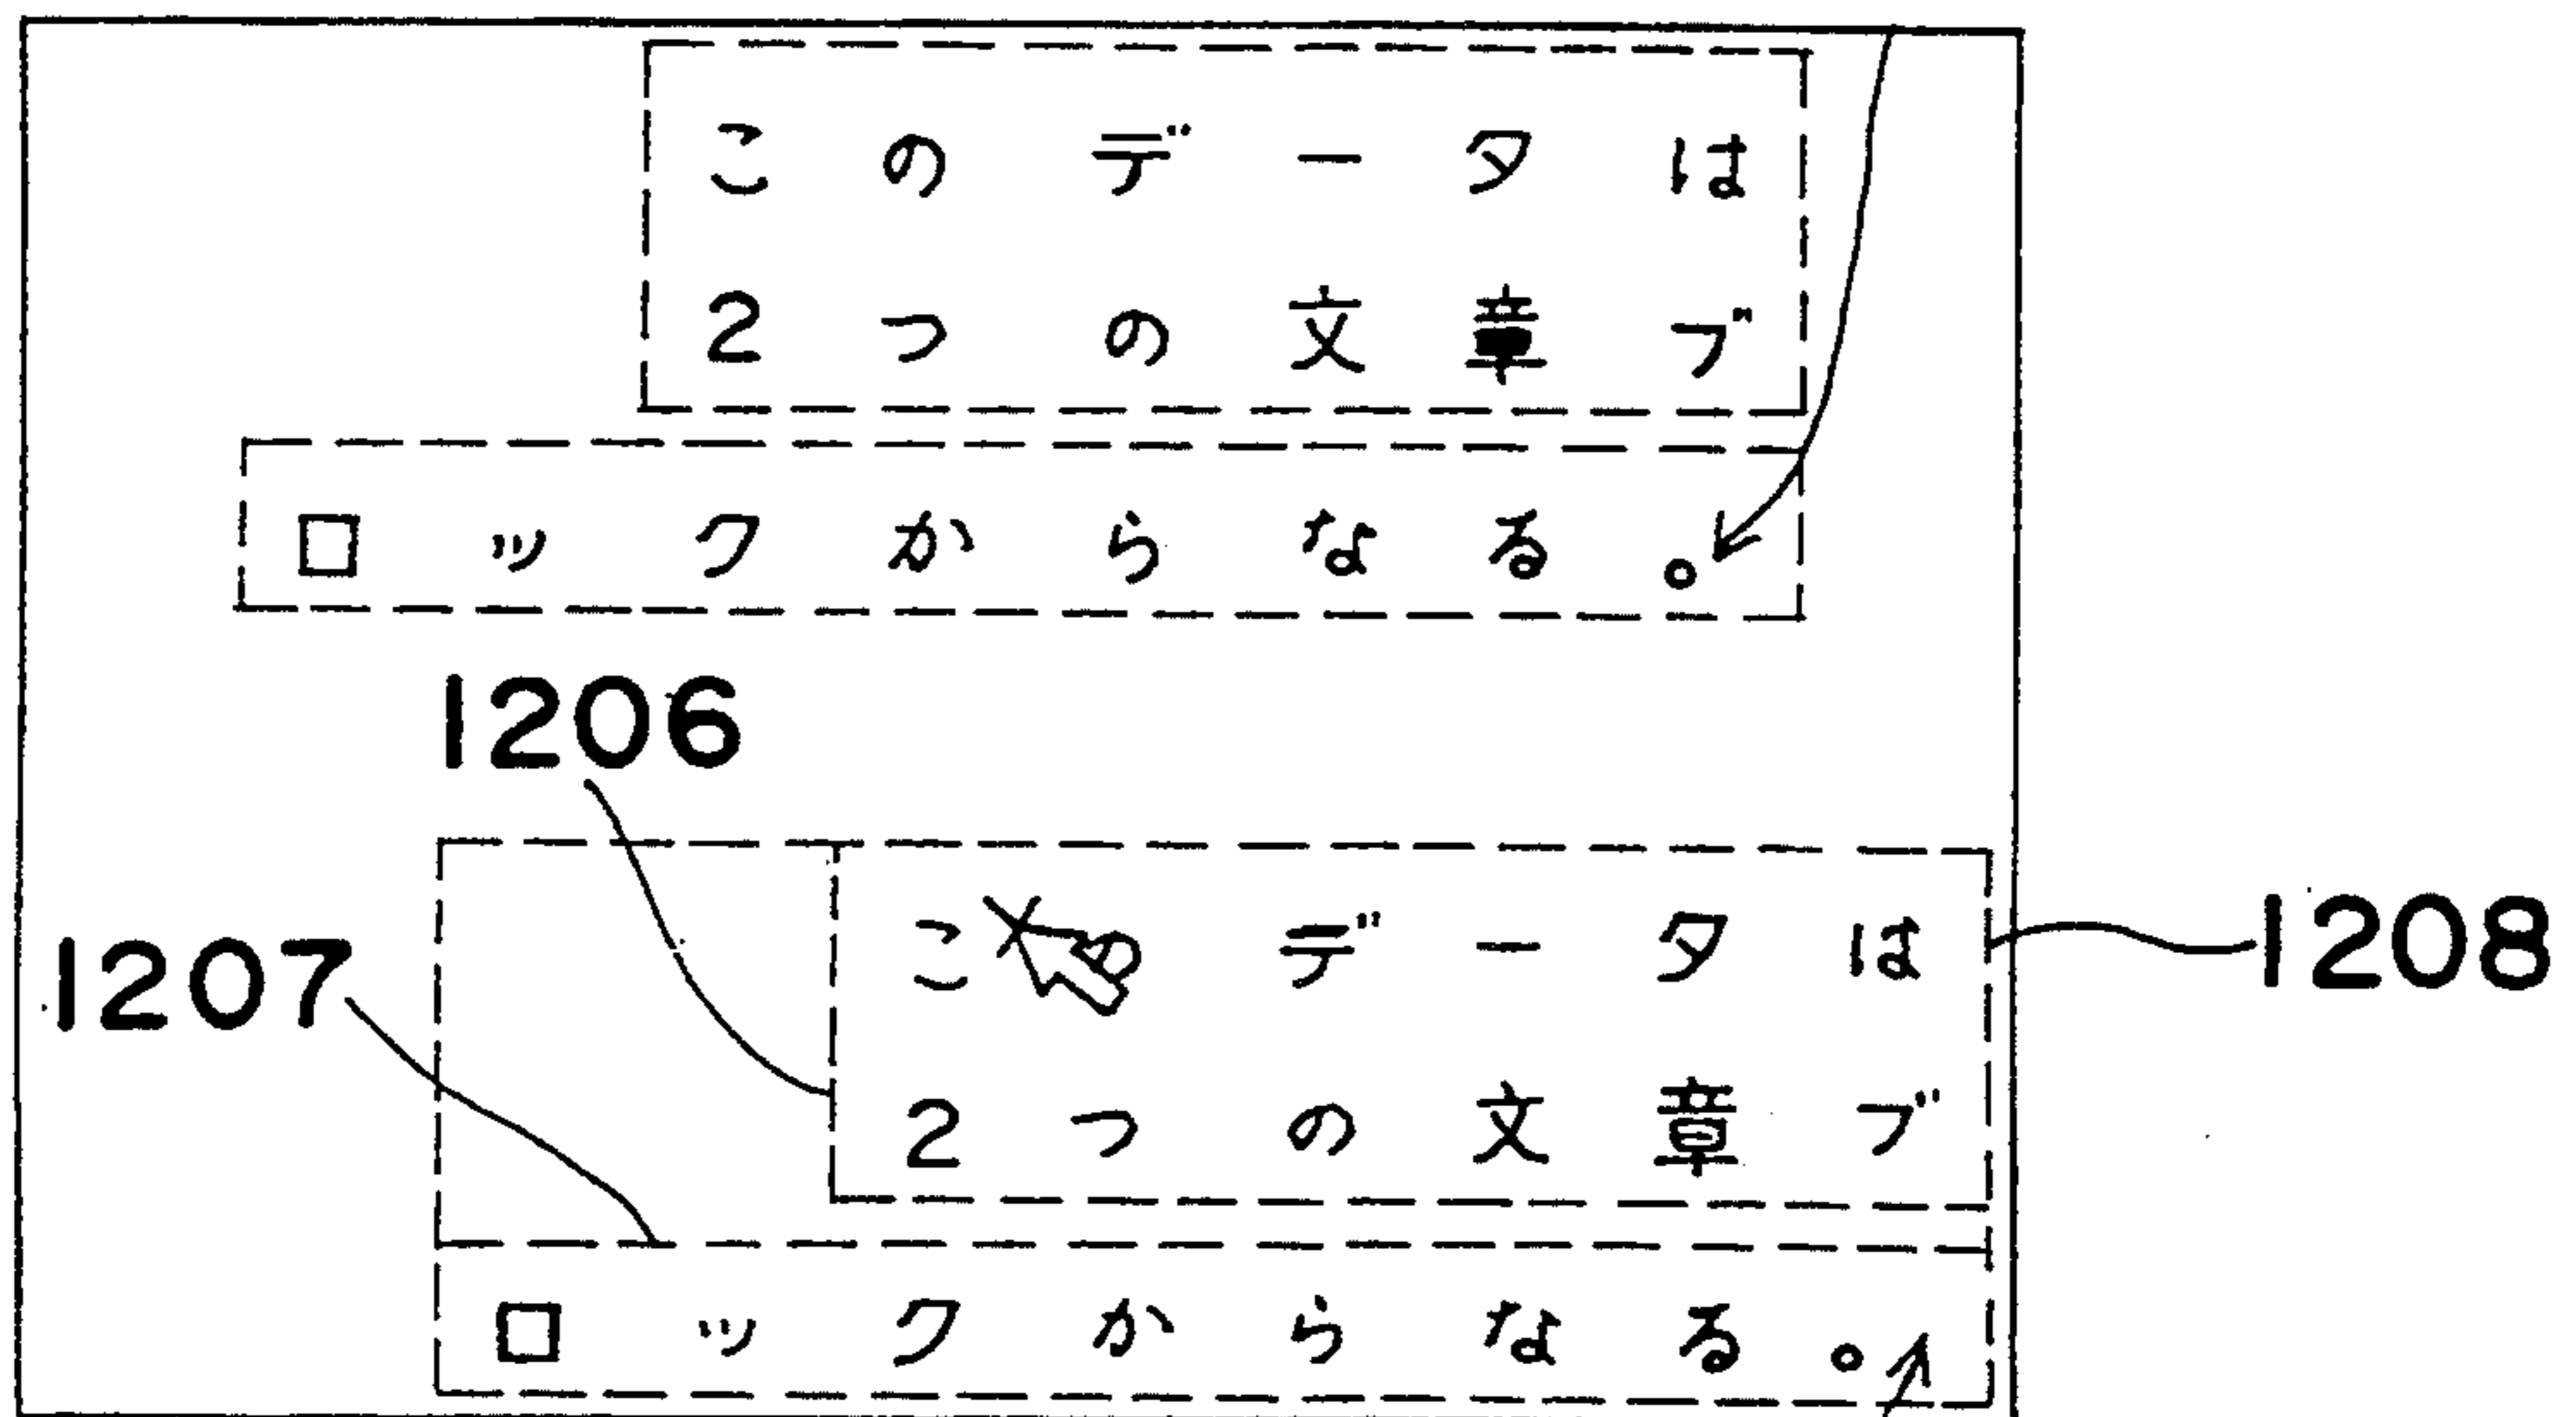 このデータは
2つの文章ブ
ロックからなる。
1206
1207
こ データは
1208
2つの文章ブ
ロックからなる。